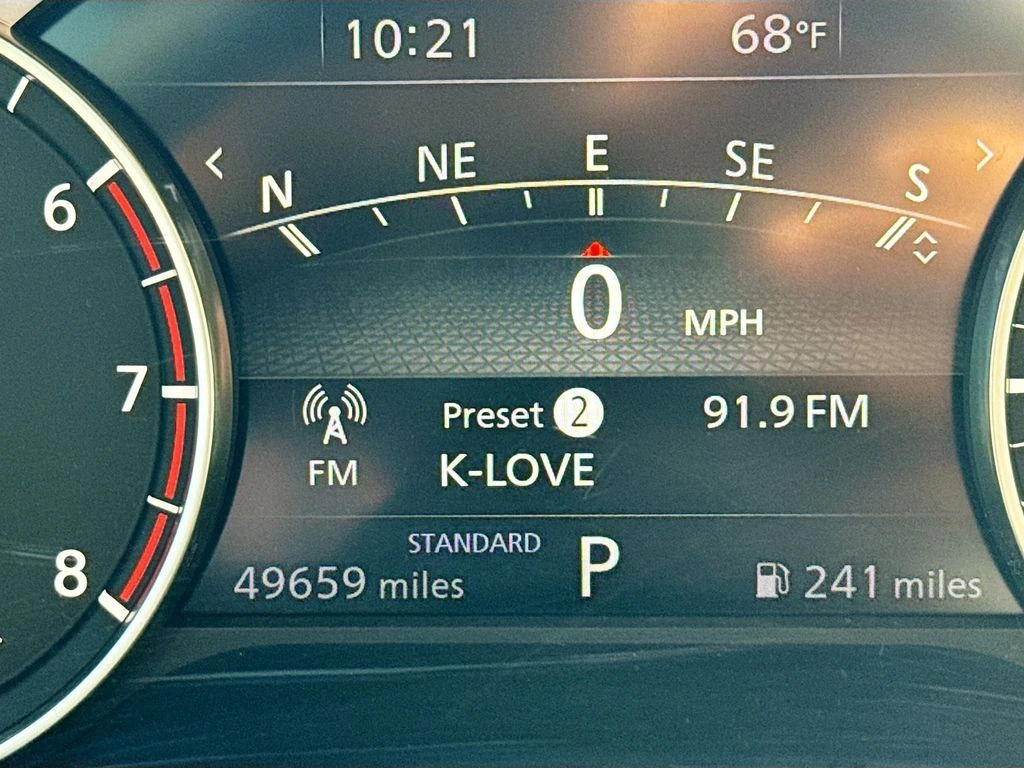 10:21 68°F
N NE E SE S
6
0 MPH
7
Preset 2 91.9 FM
FM K-LOVE
STANDARD P
8
49659 miles 241 miles